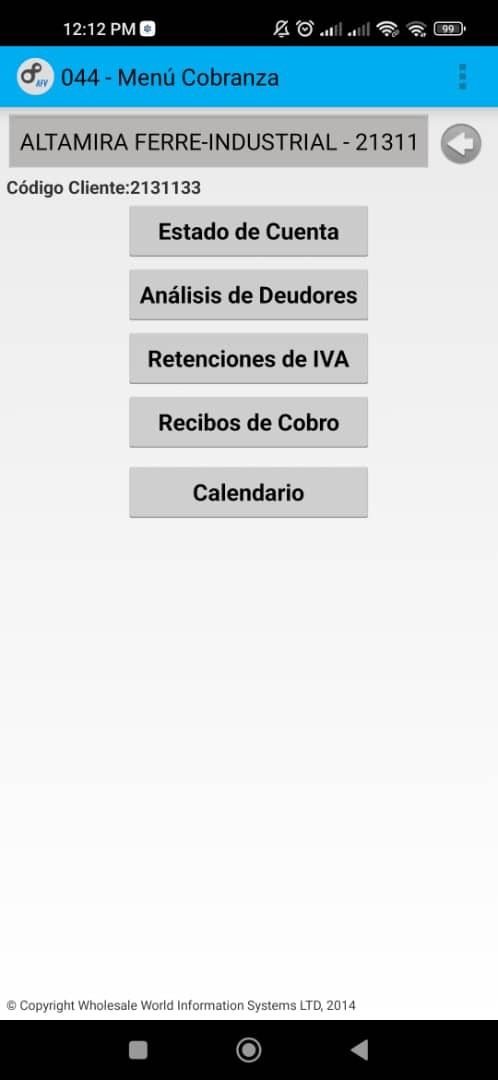 12:12 PM
99
AFV
044 - Menú Cobranza
ALTAMIRA FERRE-INDUSTRIAL - 21311
Código Cliente:2131133
Estado de Cuenta
Análisis de Deudores
Retenciones de IVA
Recibos de Cobro
Calendario
© Copyright Wholesale World Information Systems LTD, 2014